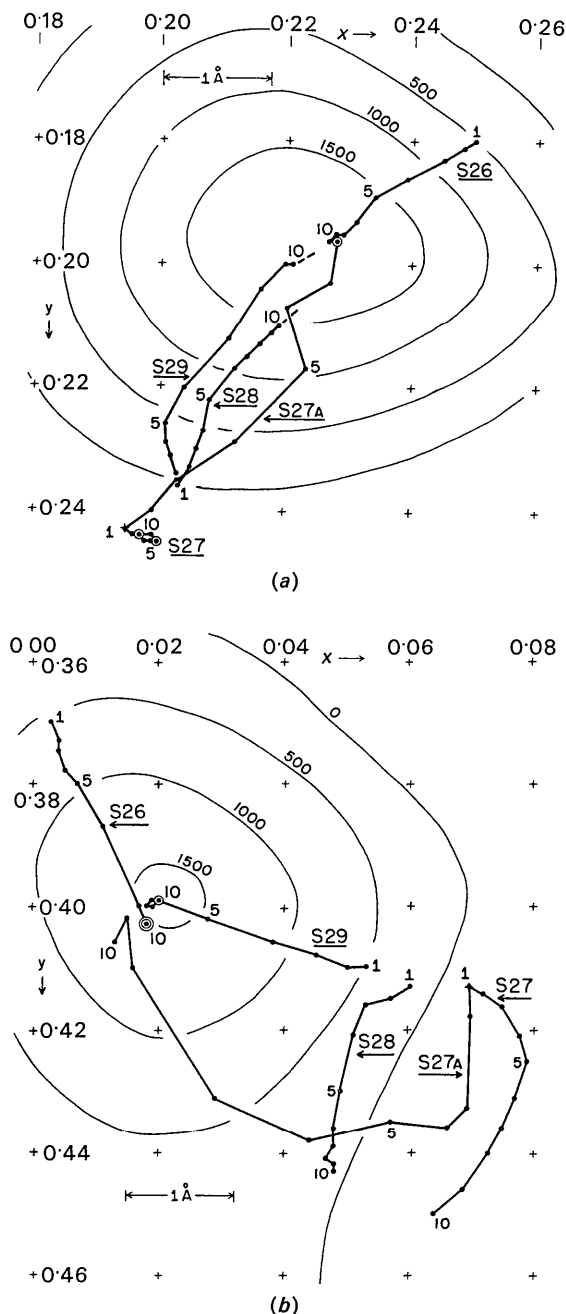 0·18 0·20 0·22 x → 0·24 0·26
1 Å
500
+0·18
1000
1
1500
S26
5
10
10
+0·20
10
y ↓
5
S29
+0·22
S28
5
5
S27A
1
+0·24
1
10
5
S27
(a)
0·00 0·02 0·04 x → 0·06 0·08
+0·36
0
1
500
5
0·38
1000
S26
1500
10
5
+0·40
10
10
S29
1
1
1
S27
y ↓
+0·42
S28
S27A
5
5
5
+0·44
10
1 Å
10
+0·46
(b)